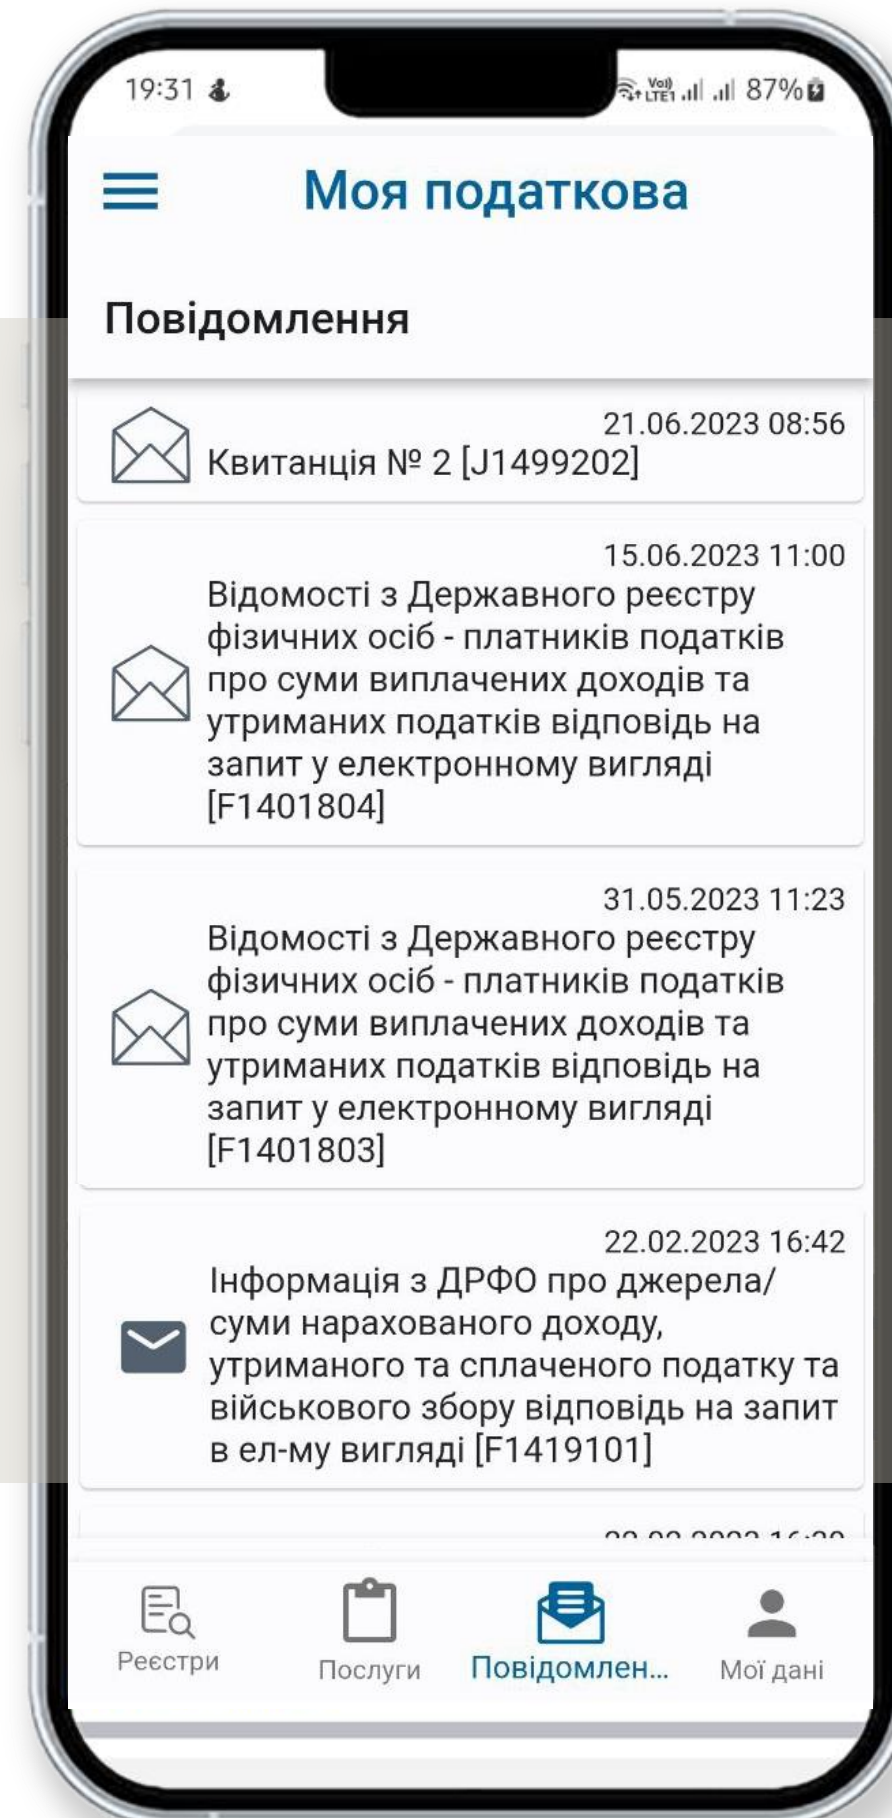 19:31
Vo)) LTE1 87%
Моя податкова
Повідомлення
21.06.2023 08:56
Квитанція № 2 [J1499202]
15.06.2023 11:00
Відомості з Державного реєстру
фізичних осіб - платників податків
про суми виплачених доходів та
утриманих податків відповідь на
запит у електронному вигляді
[F1401804]
31.05.2023 11:23
Відомості з Державного реєстру
фізичних осіб - платників податків
про суми виплачених доходів та
утриманих податків відповідь на
запит у електронному вигляді
[F1401803]
22.02.2023 16:42
Інформація з ДРФО про джерела/
суми нарахованого доходу,
утриманого та сплаченого податку та
військового збору відповідь на запит
в ел-му вигляді [F1419101]
Реєстри
Послуги
Повідомлен...
Мої дані